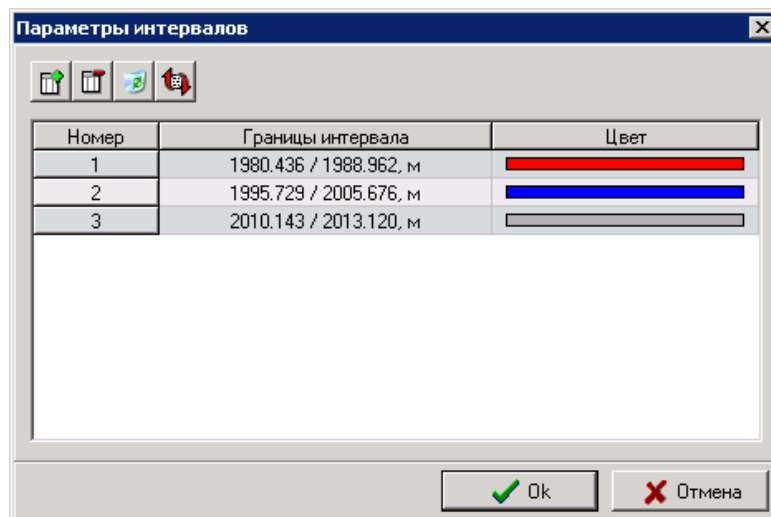 Параметры интервалов
Номер Границы интервала Цвет
1 1980.436 / 1988.962, м
2 1995.729 / 2005.676, м
3 2010.143 / 2013.120, м
Ok Отмена